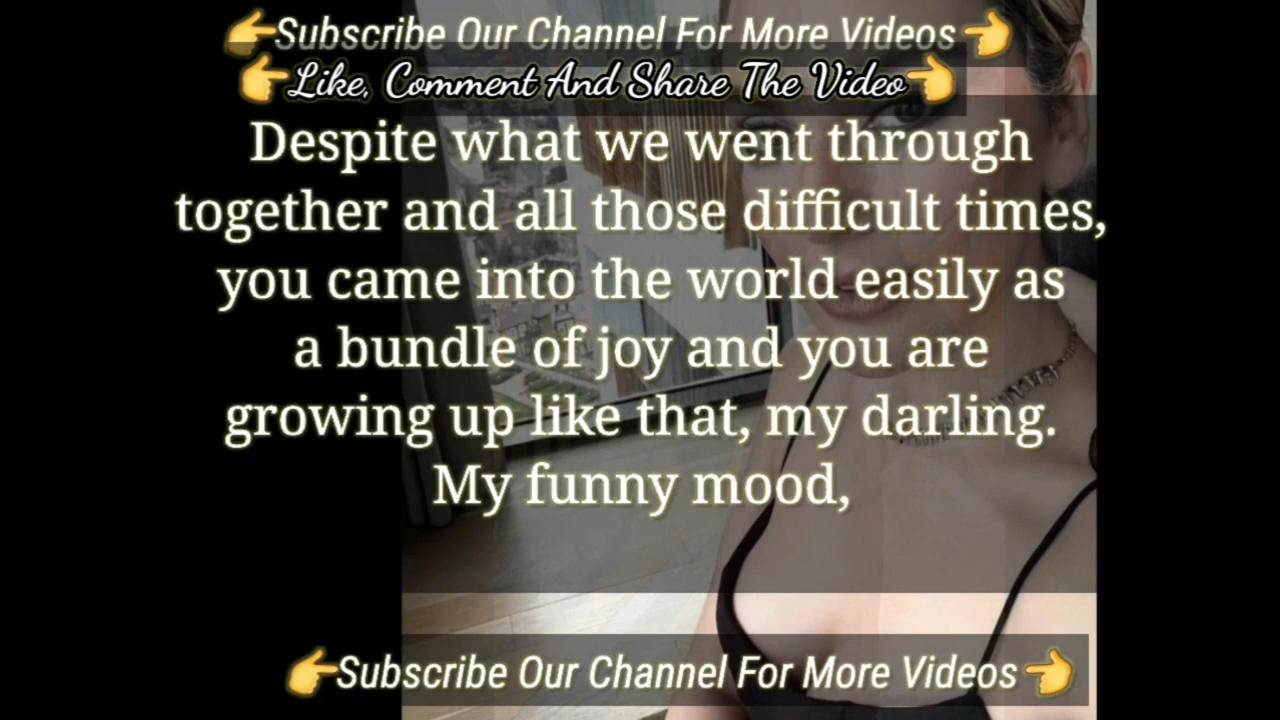 👉Subscribe Our Channel For More Videos👈
👉Like, Comment And Share The Video👈
Despite what we went through
together and all those difficult times,
you came into the world easily as
a bundle of joy and you are
growing up like that, my darling.
My funny mood,
👉Subscribe Our Channel For More Videos👈